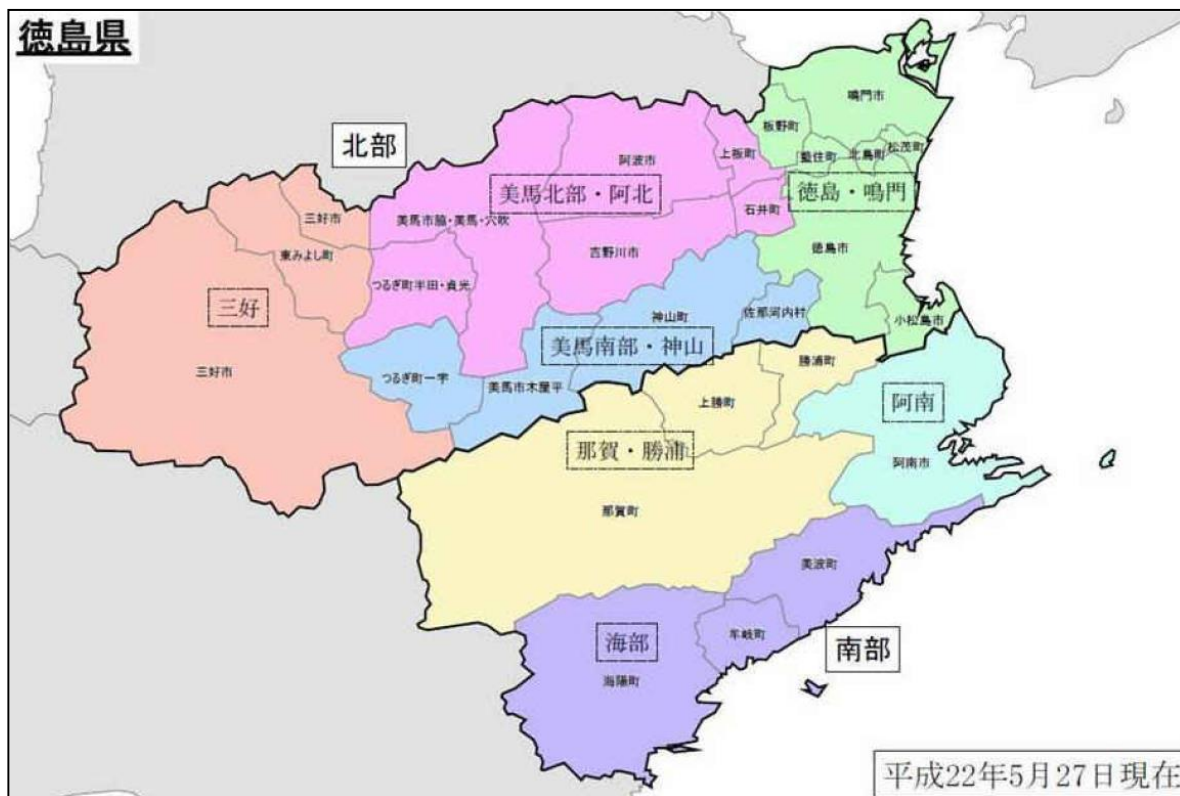 徳島県
北部
鳴門市
板野町
松茂町
藍住町
北島町
上板町
阿波市
徳島・鳴門
美馬北部・阿北
石井町
三好市
美馬市脇・美馬・穴吹
東みよし町
吉野川市
徳島市
つるぎ町半田・貞光
三好
神山町
佐那河内村
小松島市
美馬南部・神山
勝浦町
三好市
つるぎ町一宇
美馬市木屋平
上勝町
阿南
那賀・勝浦
阿南市
那賀町
美波町
海部
牟岐町
南部
海陽町
平成22年5月27日現在